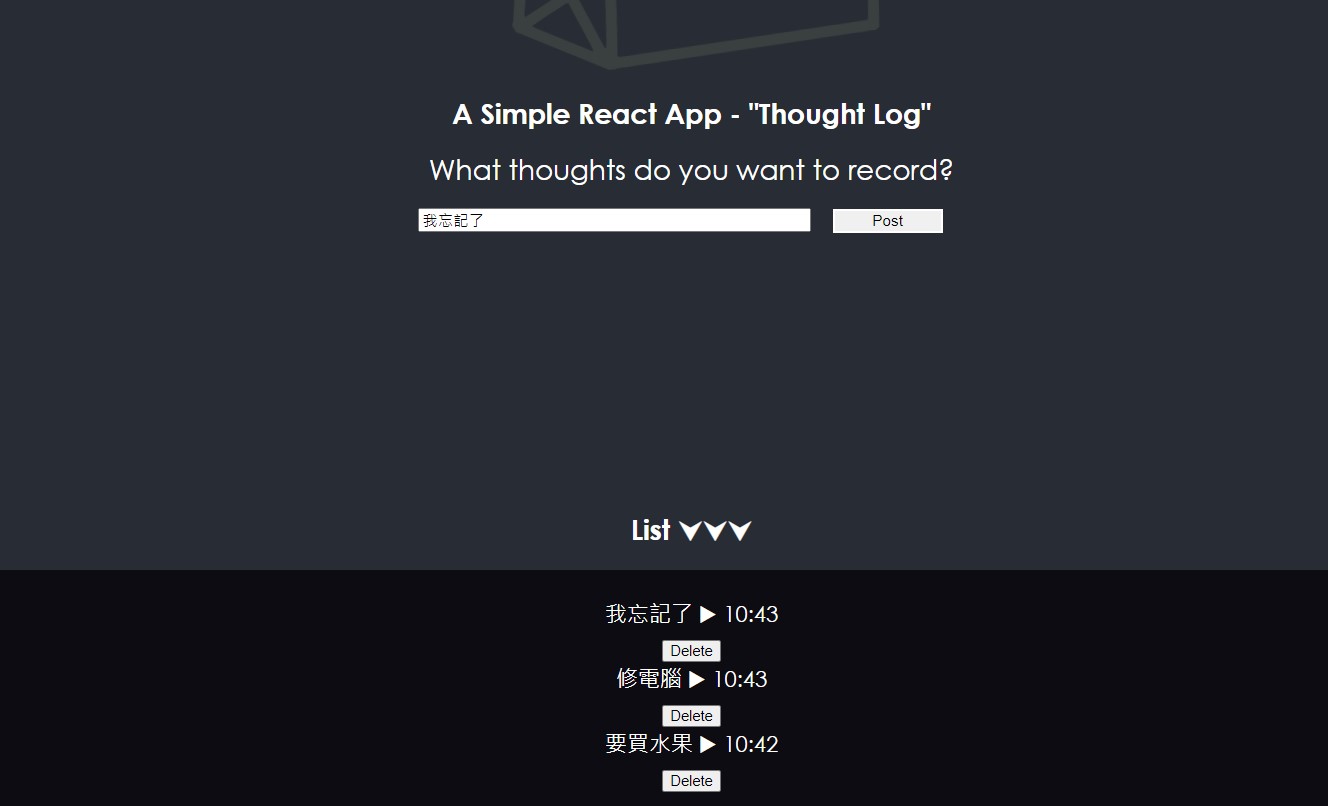 A Simple React App - "Thought Log"
What thoughts do you want to record?
我忘記了 Post
List ⮟⮟⮟
我忘記了 ► 10:43
Delete
修電腦 ► 10:43
Delete
要買水果 ► 10:42
Delete